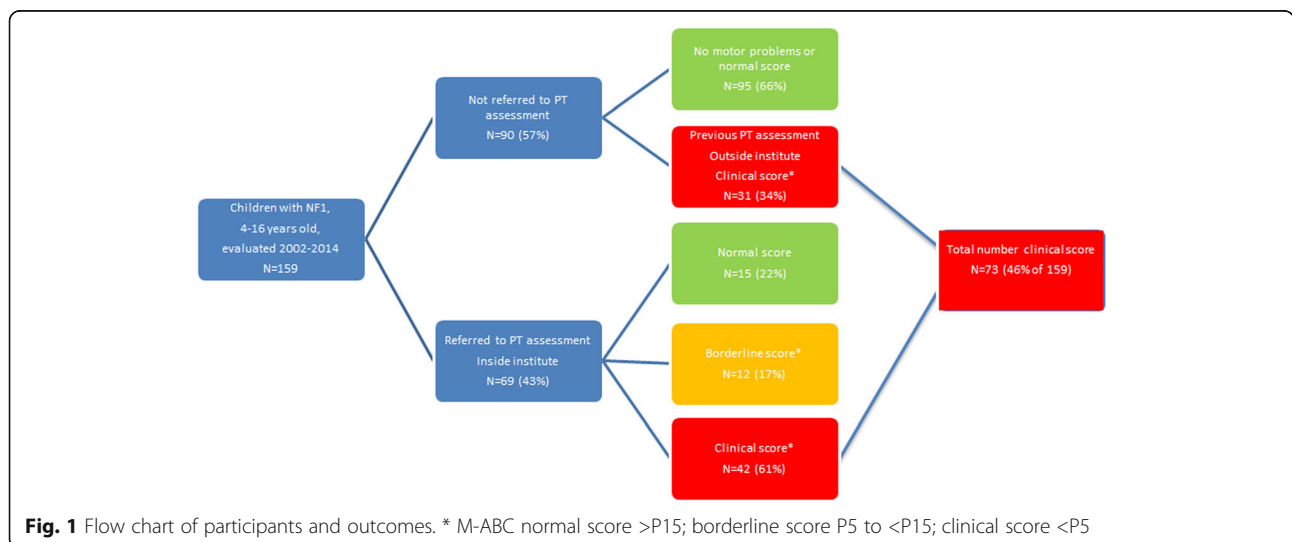 Children with NF1,
4-16 years old,
evaluated 2002-2014
N=159
Not referred to PT
assessment
N=90 (57%)
Referred to PT assessment
Inside institute
N=69 (43%)
No motor problems or
normal score
N=95 (66%)
Previous PT assessment
Outside institute
Clinical score*
N=31 (34%)
Normal score
N=15 (22%)
Borderline score*
N=12 (17%)
Clinical score*
N=42 (61%)
Total number clinical score
N=73 (46% of 159)
Fig. 1 Flow chart of participants and outcomes. * M-ABC normal score >P15; borderline score P5 to <P15; clinical score <P5